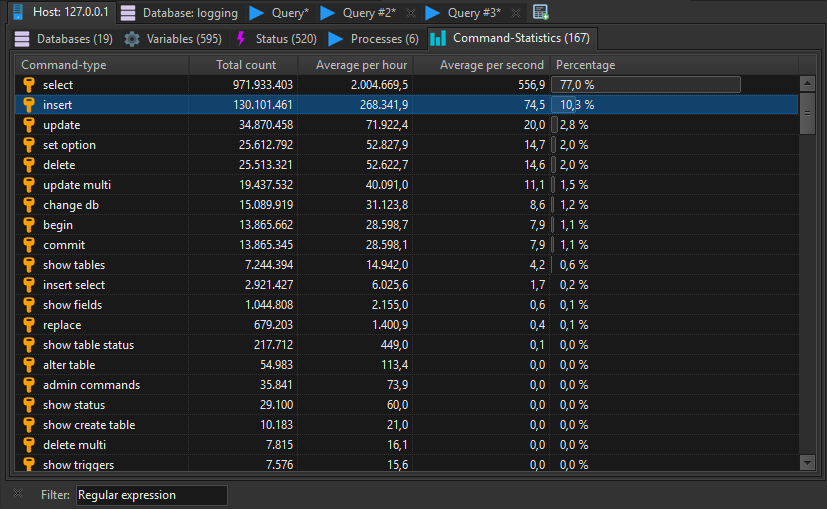 Host: 127.0.0.1 Database: logging Query* Query #2* Query #3*
Databases (19) Variables (595) Status (520) Processes (6) Command-Statistics (167)
Command-type Total count Average per hour Average per second Percentage
select 971.933.403 2.004.669,5 556,9 77,0 %
insert 130.101.461 268.341,9 74,5 10,3 %
update 34.870.458 71.922,4 20,0 2,8 %
set option 25.612.792 52.827,9 14,7 2,0 %
delete 25.513.321 52.622,7 14,6 2,0 %
update multi 19.437.532 40.091,0 11,1 1,5 %
change db 15.089.919 31.123,8 8,6 1,2 %
begin 13.865.662 28.598,7 7,9 1,1 %
commit 13.865.345 28.598,1 7,9 1,1 %
show tables 7.244.394 14.942,0 4,2 0,6 %
insert select 2.921.427 6.025,6 1,7 0,2 %
show fields 1.044.808 2.155,0 0,6 0,1 %
replace 679.203 1.400,9 0,4 0,1 %
show table status 217.712 449,0 0,1 0,0 %
alter table 54.983 113,4 0,0 0,0 %
admin commands 35.841 73,9 0,0 0,0 %
show status 29.100 60,0 0,0 0,0 %
show create table 10.183 21,0 0,0 0,0 %
delete multi 7.815 16,1 0,0 0,0 %
show triggers 7.576 15,6 0,0 0,0 %
Filter: Regular expression